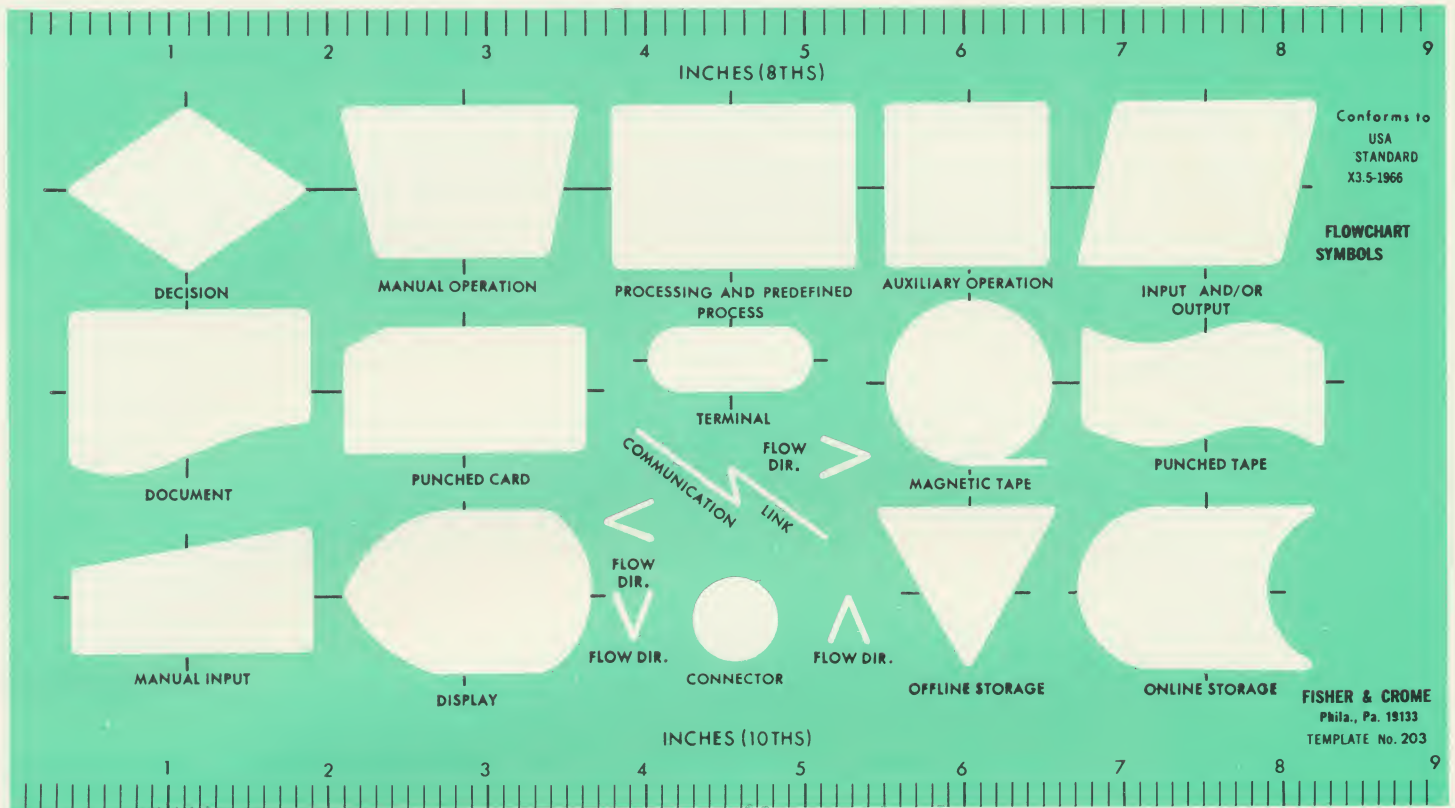 1 2 3 4 5 6 7 8 9
INCHES (8THS)
Conforms to
USA
STANDARD
X3.5-1966
FLOWCHART
SYMBOLS
DECISION
MANUAL OPERATION
PROCESSING AND PREDEFINED
PROCESS
AUXILIARY OPERATION
INPUT AND/OR
OUTPUT
DOCUMENT
PUNCHED CARD
TERMINAL
COMMUNICATION
LINK
FLOW
DIR.
MAGNETIC TAPE
PUNCHED TAPE
MANUAL INPUT
DISPLAY
FLOW
DIR.
FLOW DIR.
CONNECTOR
FLOW DIR.
OFFLINE STORAGE
ONLINE STORAGE
FISHER & CROME
Phila., Pa. 19133
TEMPLATE No. 203
INCHES (10THS)
1 2 3 4 5 6 7 8 9